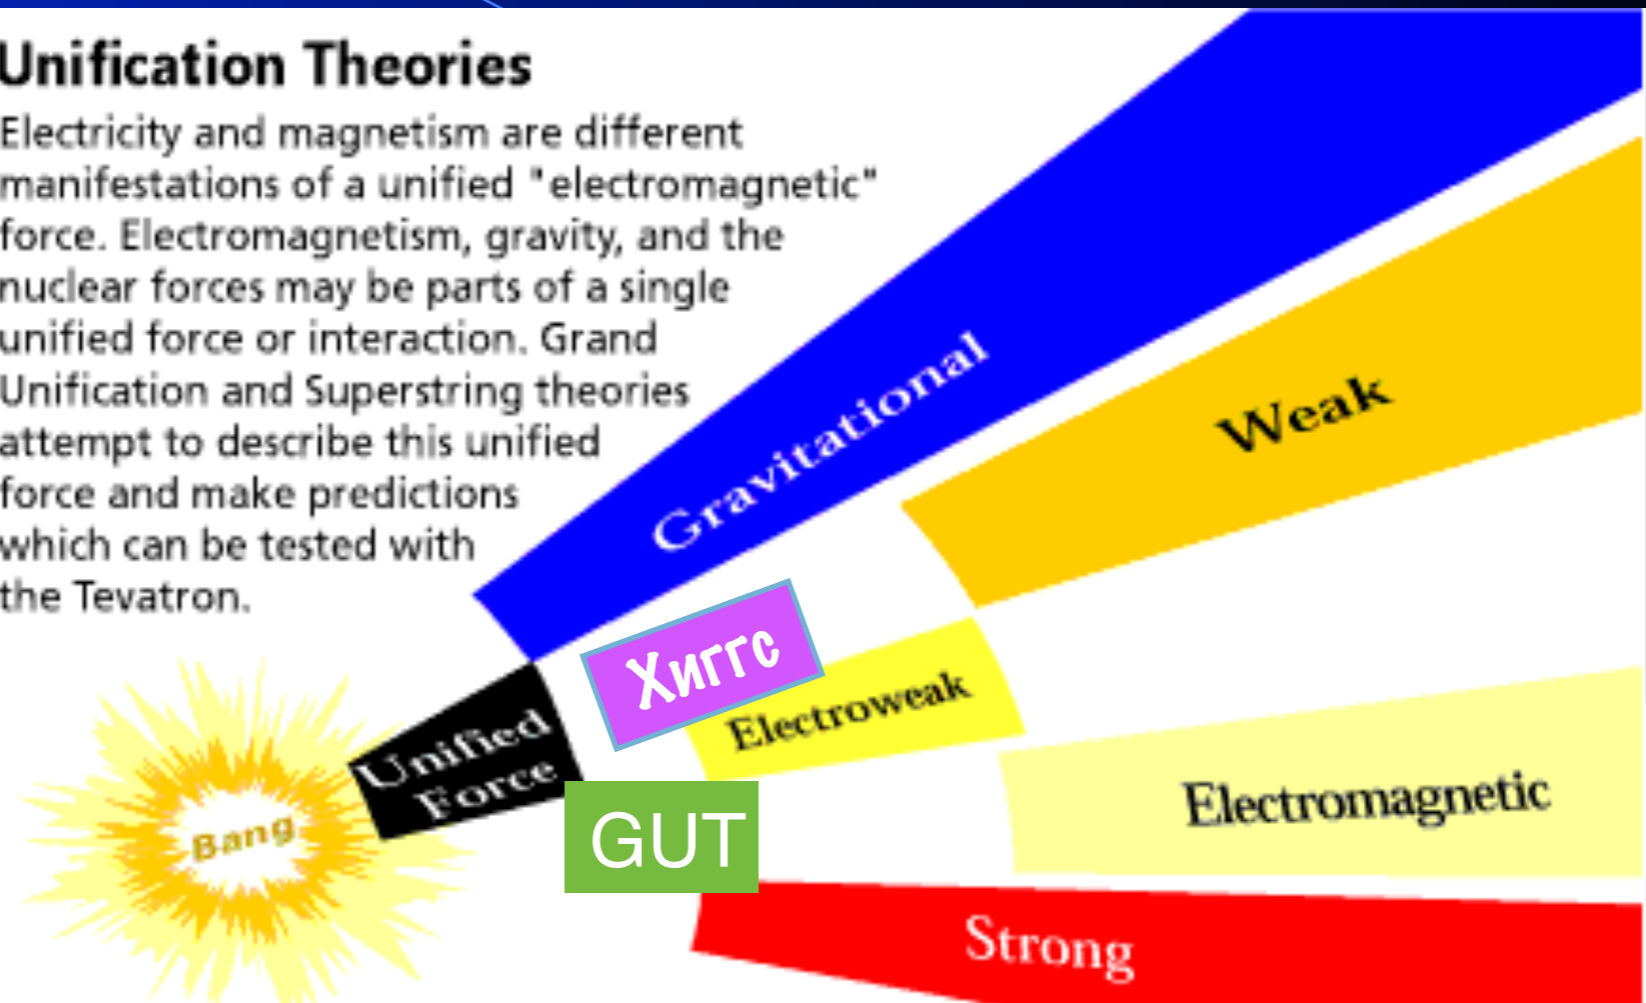 Unification Theories
Electricity and magnetism are different
manifestations of a unified "electromagnetic"
force. Electromagnetism, gravity, and the
nuclear forces may be parts of a single
unified force or interaction. Grand
Unification and Superstring theories
attempt to describe this unified
force and make predictions
which can be tested with
the Tevatron.
Gravitational
Weak
Хиггс
Electroweak
Unified
Force
Bang
GUT
Electromagnetic
Strong